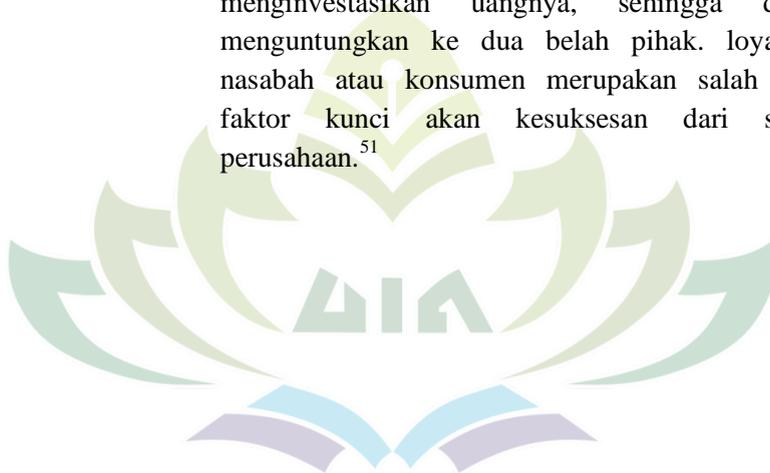 menginvestasikan uangnya, sehingga
menguntungkan ke dua belah pihak.
nasabah atau konsumen merupakan salah
faktor kunci akan kesuksesan dari
perusahaan.51
UIN